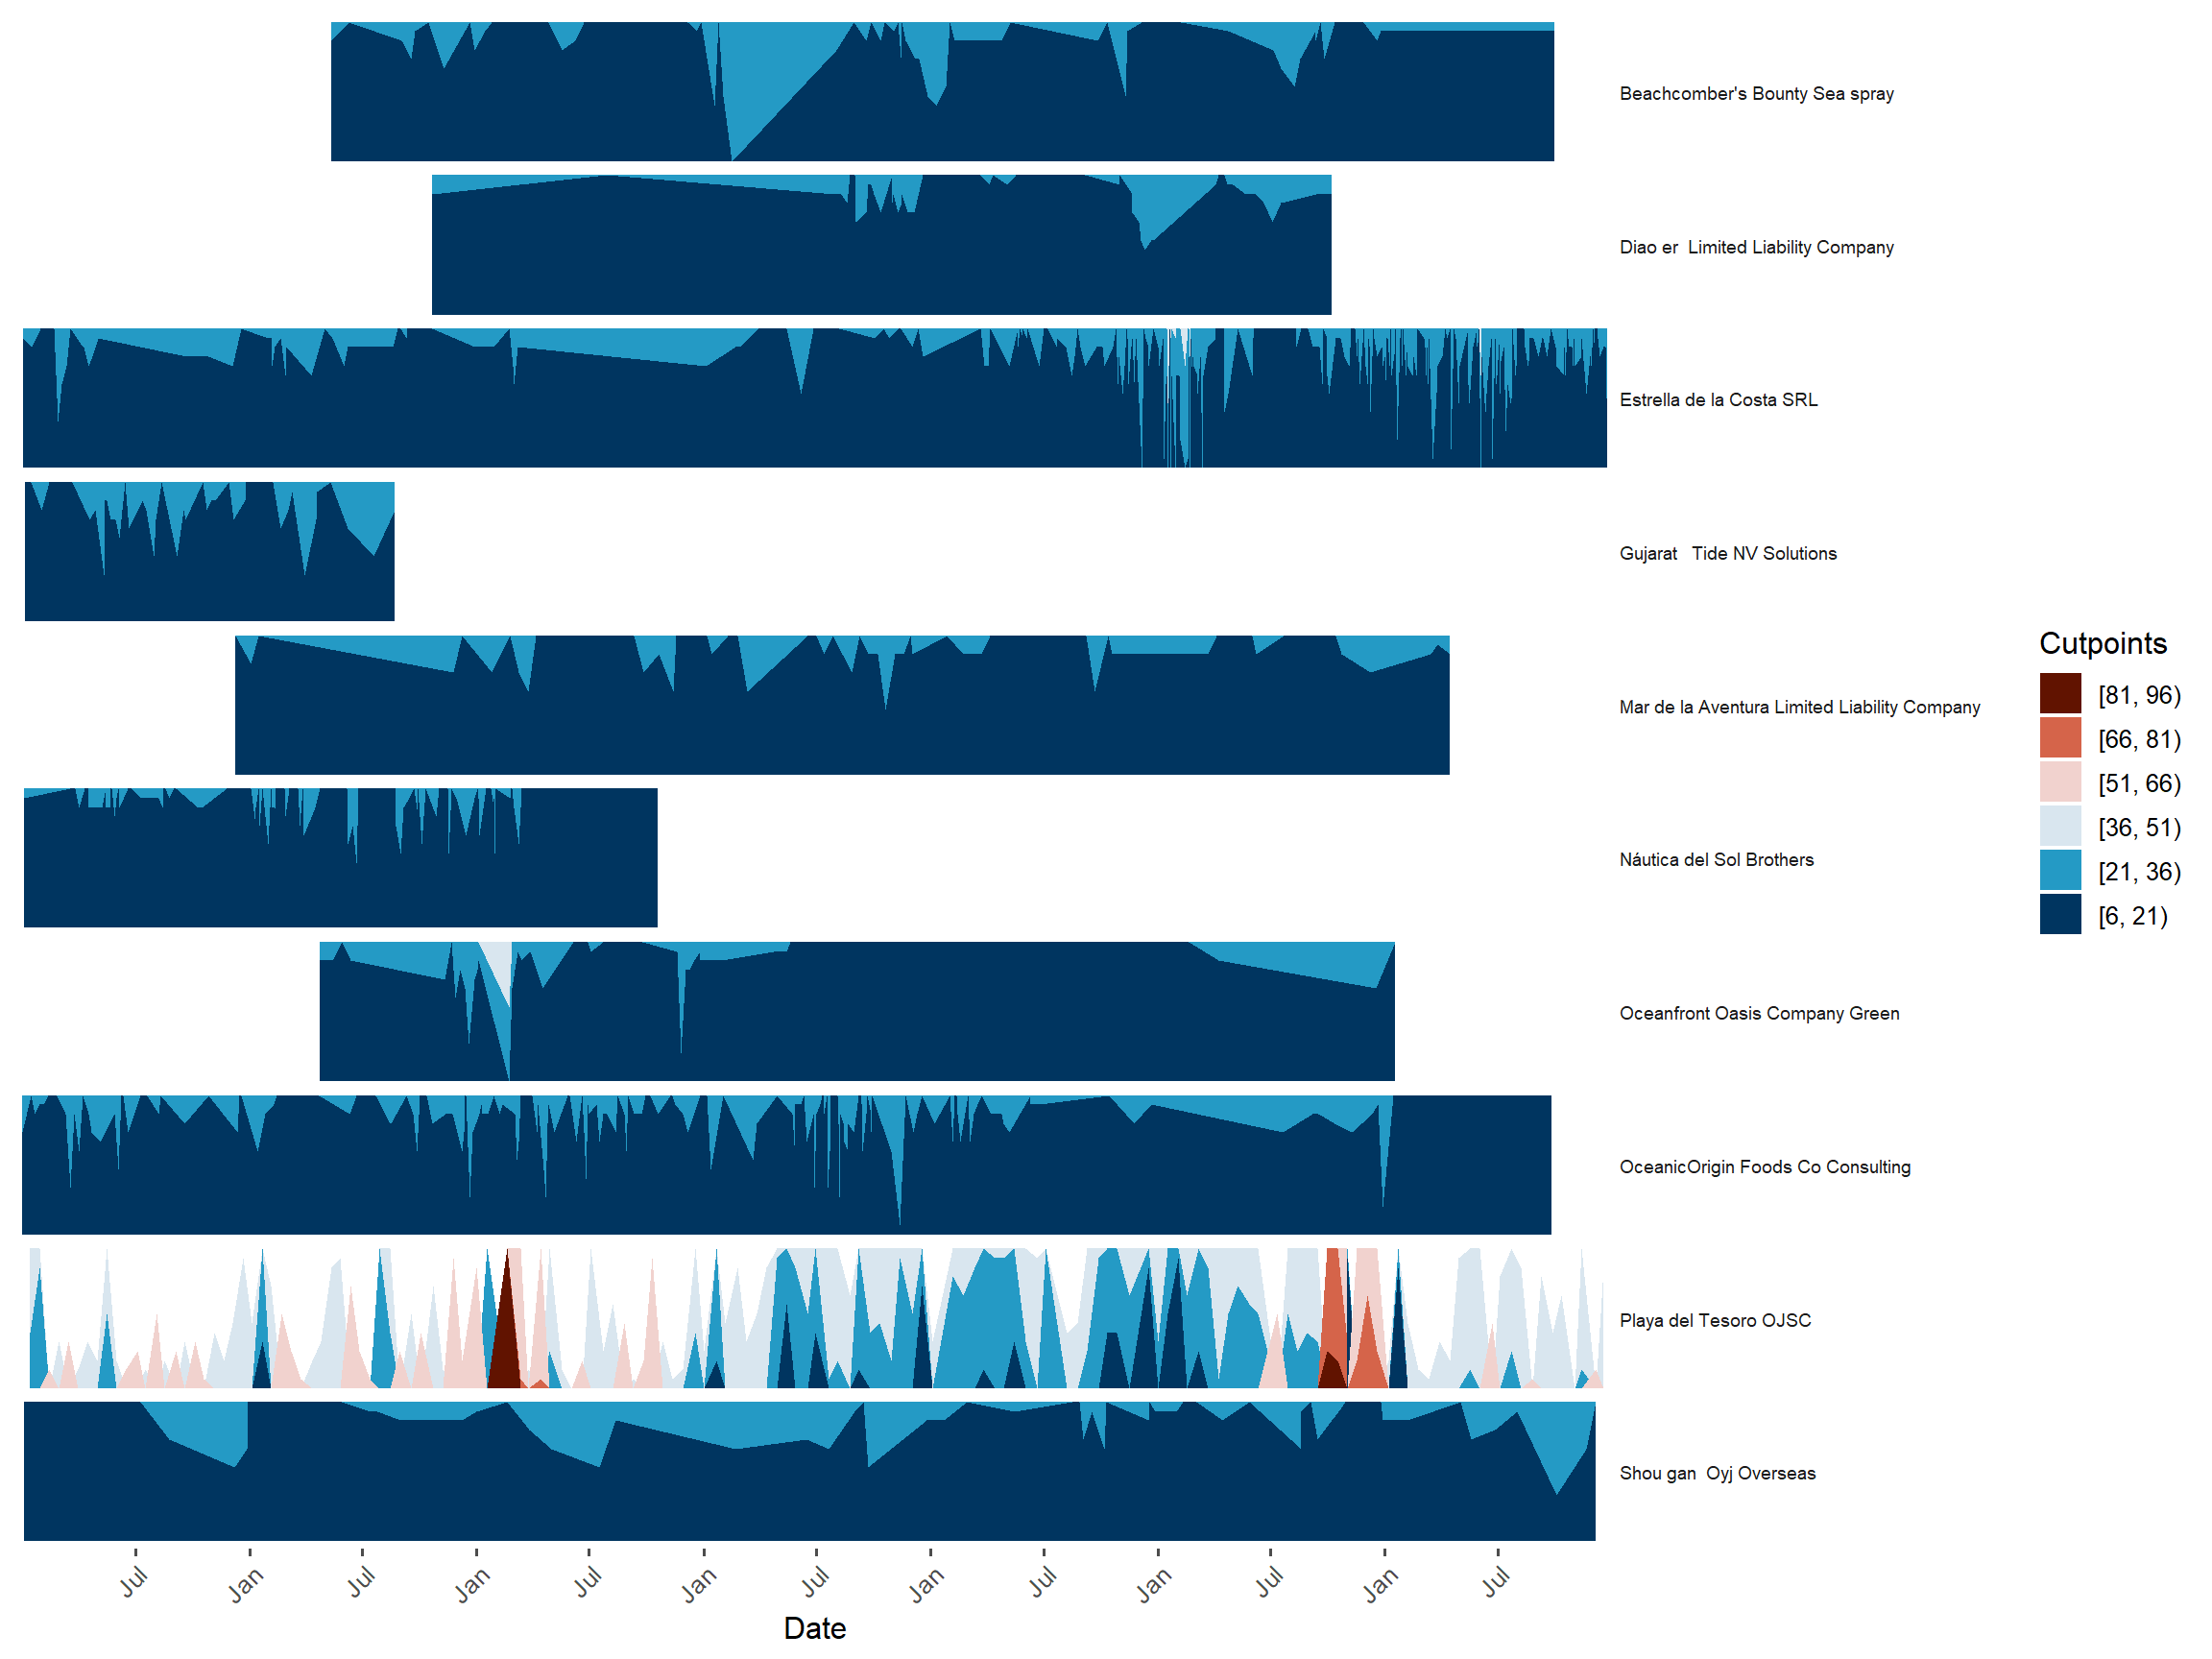 Beachcomber's Bounty Sea spray
Diao er  Limited Liability Company
Estrella de la Costa SRL
Gujarat   Tide NV Solutions
Mar de la Aventura Limited Liability Company
Náutica del Sol Brothers
Oceanfront Oasis Company Green
OceanicOrigin Foods Co Consulting
Playa del Tesoro OJSC
Shou gan  Oyj Overseas
Cutpoints
[81, 96)
[66, 81)
[51, 66)
[36, 51)
[21, 36)
[6, 21)
Jul Jan Jul Jan Jul Jan Jul Jan Jul Jan Jul Jan Jul
Date